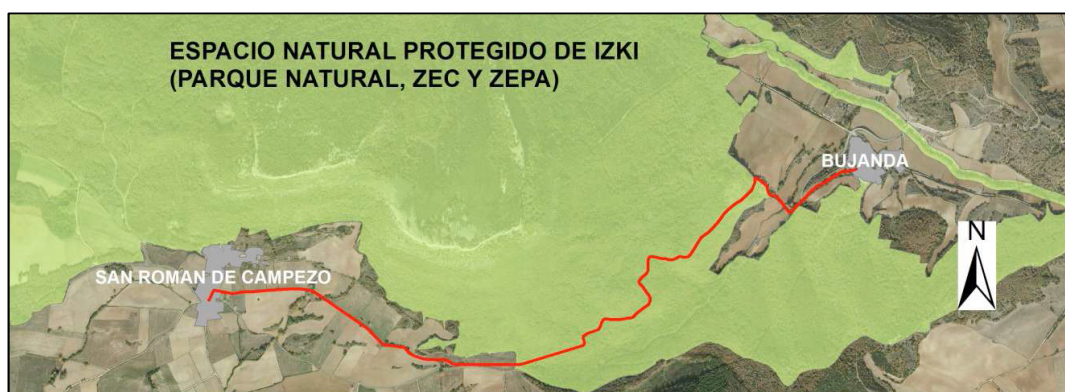 ESPACIO NATURAL PROTEGIDO DE IZKI
(PARQUE NATURAL, ZEC Y ZEPA)
BUJANDA
N
SAN ROMAN DE CAMPEZO